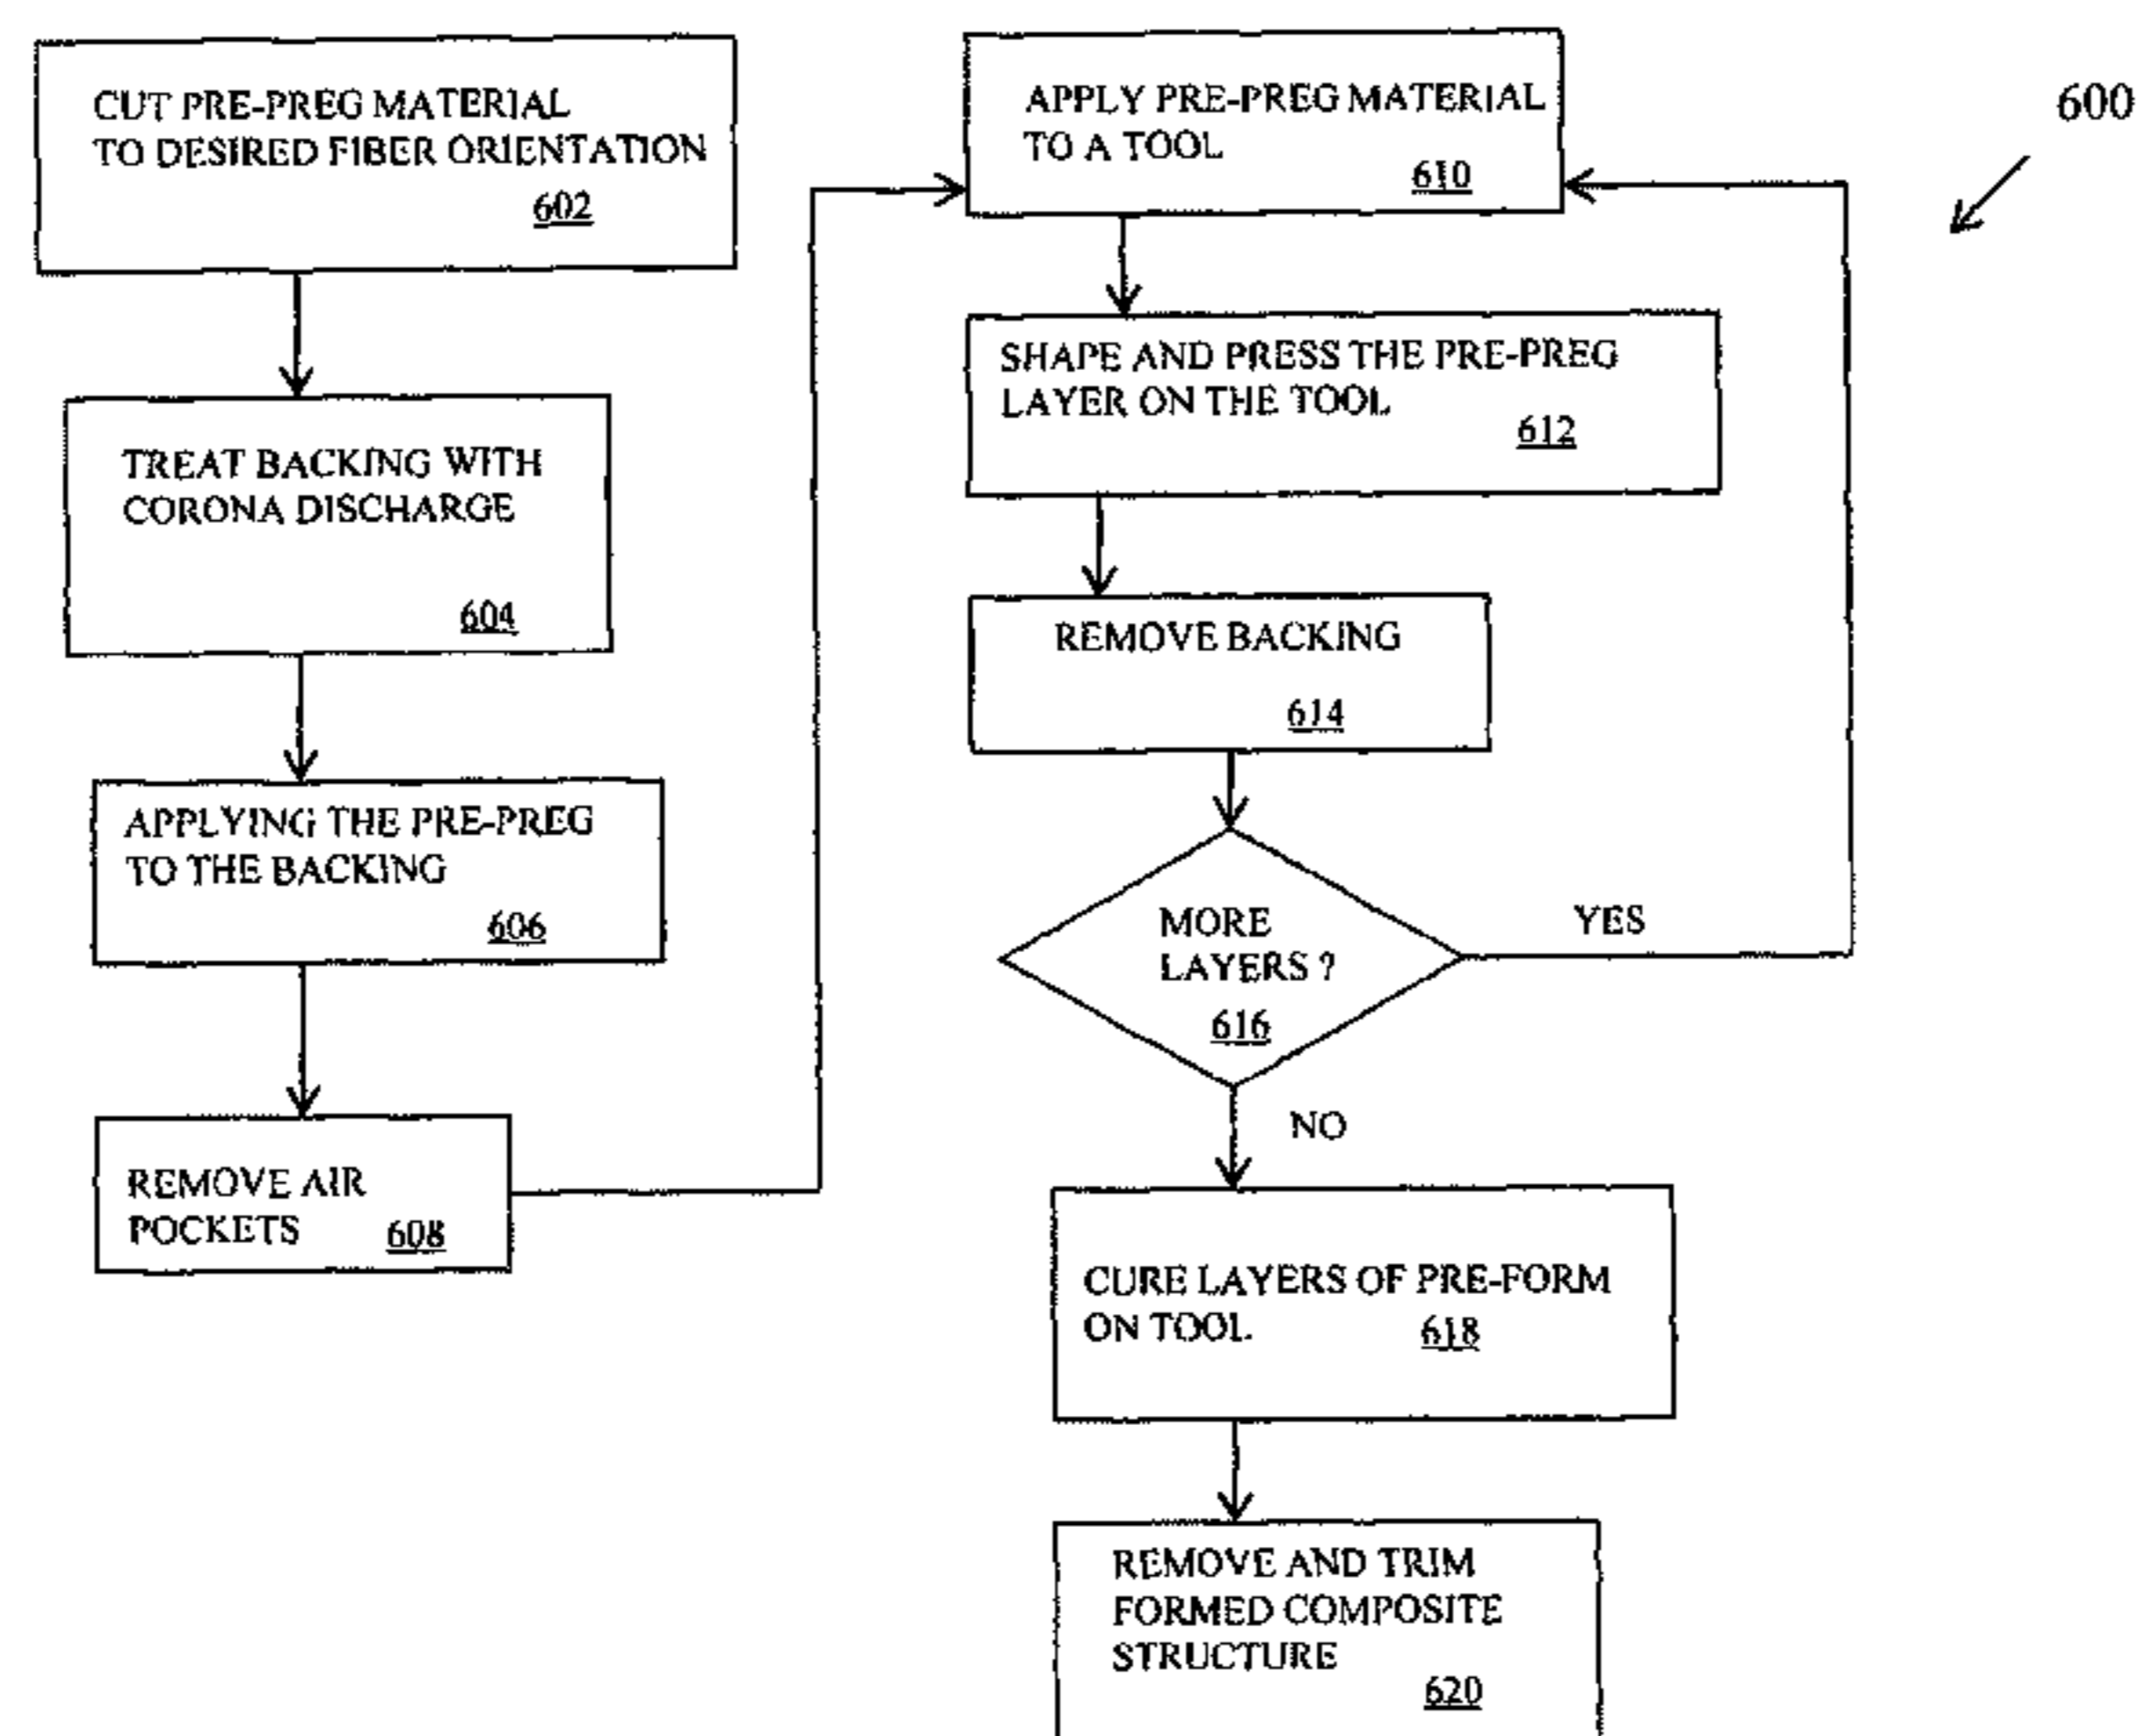 CUT PRE-PREG MATERIAL
TO DESIRED FIBER ORIENTATION
602
TREAT BACKING WITH
CORONA DISCHARGE
604
APPLYING THE PRE-PREG
TO THE BACKING
606
REMOVE AIR
POCKETS 608
APPLY PRE-PREG MATERIAL
TO A TOOL
610
600
SHAPE AND PRESS THE PRE-PREG
LAYER ON THE TOOL
612
REMOVE BACKING
614
MORE
LAYERS ?
616
YES
NO
CURE LAYERS OF PRE-FORM
ON TOOL 618
REMOVE AND TRIM
FORMED COMPOSITE
STRUCTURE
620